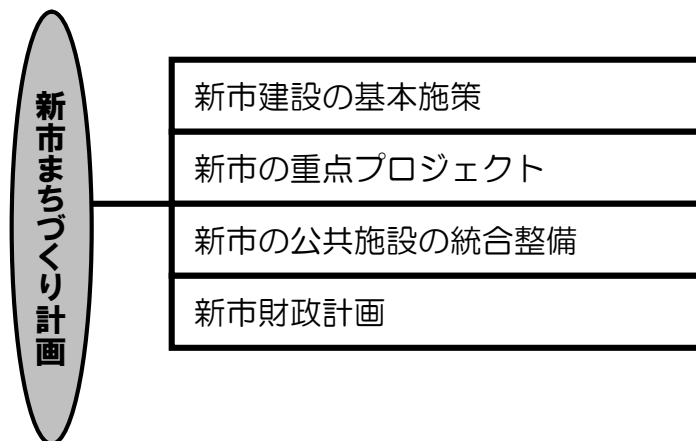 新市まちづくり計画
新市建設の基本施策
新市の重点プロジェクト
新市の公共施設の統合整備
新市財政計画